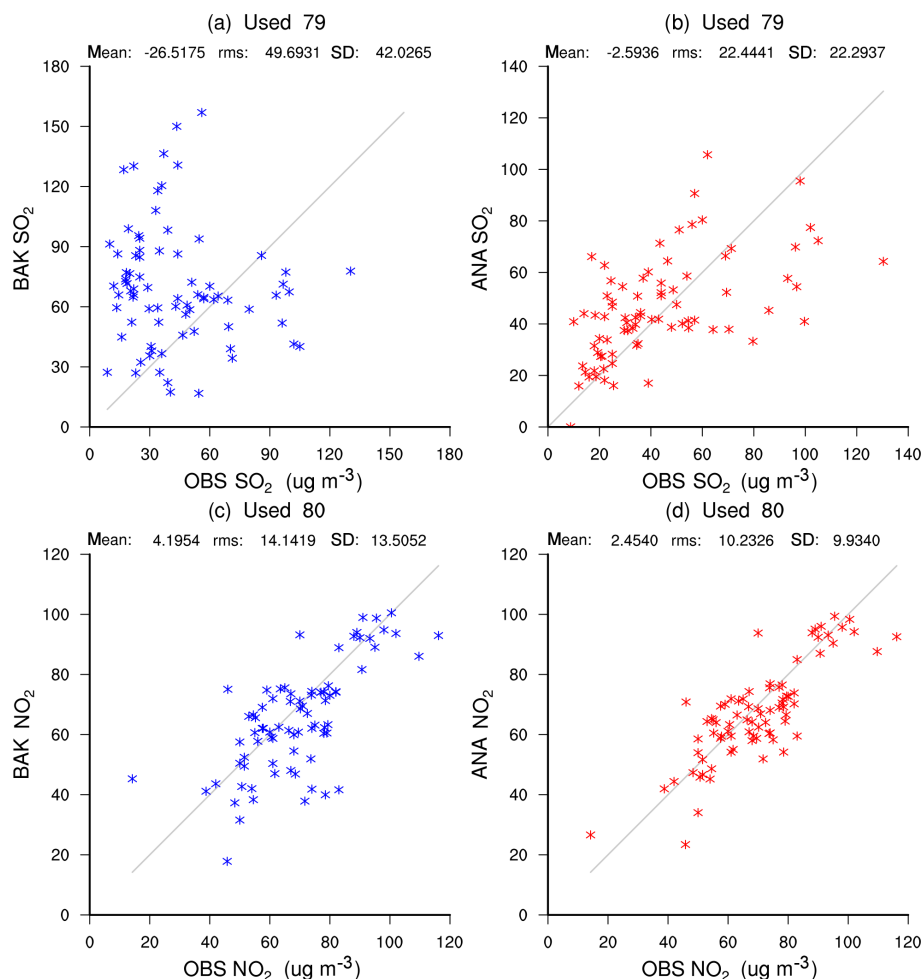 (a) Used 79
Mean: -26.5175 rms: 49.6931 SD: 42.0265
180
150
120
90
60
30
0
BAK SO₂
0 30 60 90 120 150 180
OBS SO₂ (ug m⁻³)
(b) Used 79
Mean: -2.5936 rms: 22.4441 SD: 22.2937
140
120
100
80
60
40
20
0
ANA SO₂
0 20 40 60 80 100 120 140
OBS SO₂ (ug m⁻³)
(c) Used 80
Mean: 4.1954 rms: 14.1419 SD: 13.5052
120
100
80
60
40
20
0
BAK NO₂
0 20 40 60 80 100 120
OBS NO₂ (ug m⁻³)
(d) Used 80
Mean: 2.4540 rms: 10.2326 SD: 9.9340
120
100
80
60
40
20
0
ANA NO₂
0 20 40 60 80 100 120
OBS NO₂ (ug m⁻³)